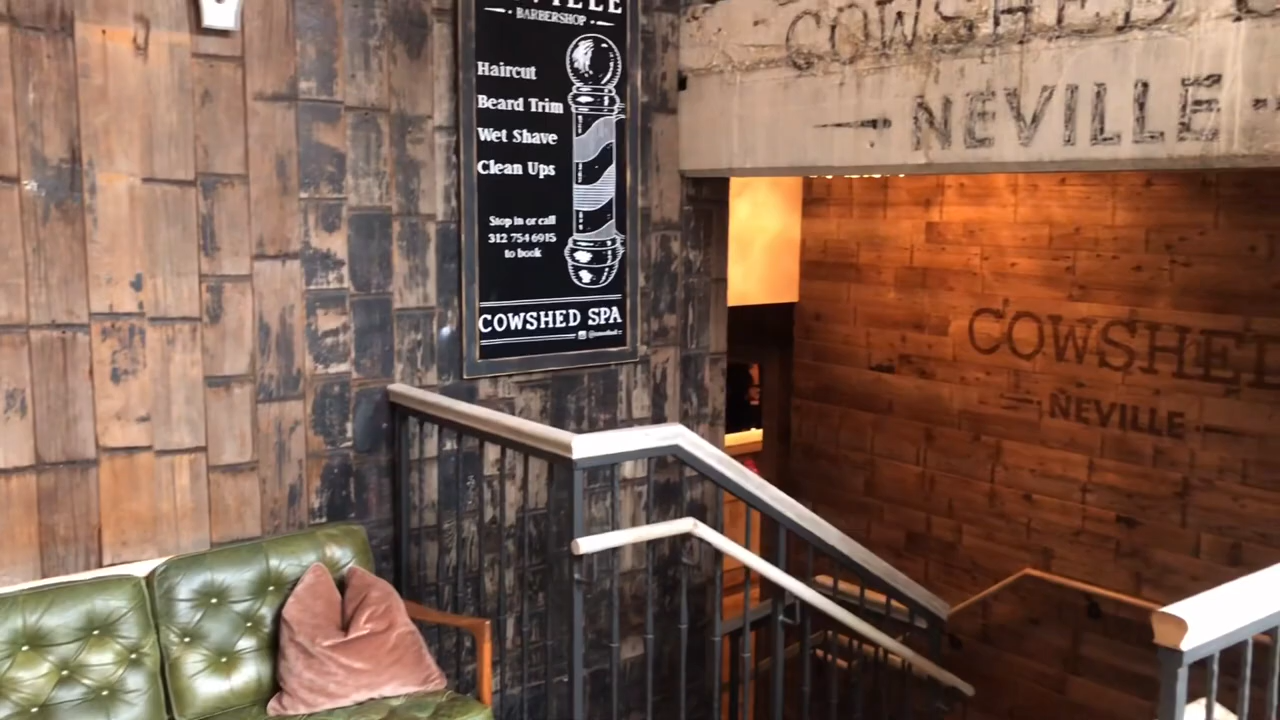 NEVILLE
BARBERSHOP
Haircut
Beard Trim
Wet Shave
Clean Ups
Stop in or call
312 754 6915
to book
COWSHED SPA
COWSHED
NEVILLE
COWSHED
NEVILLE